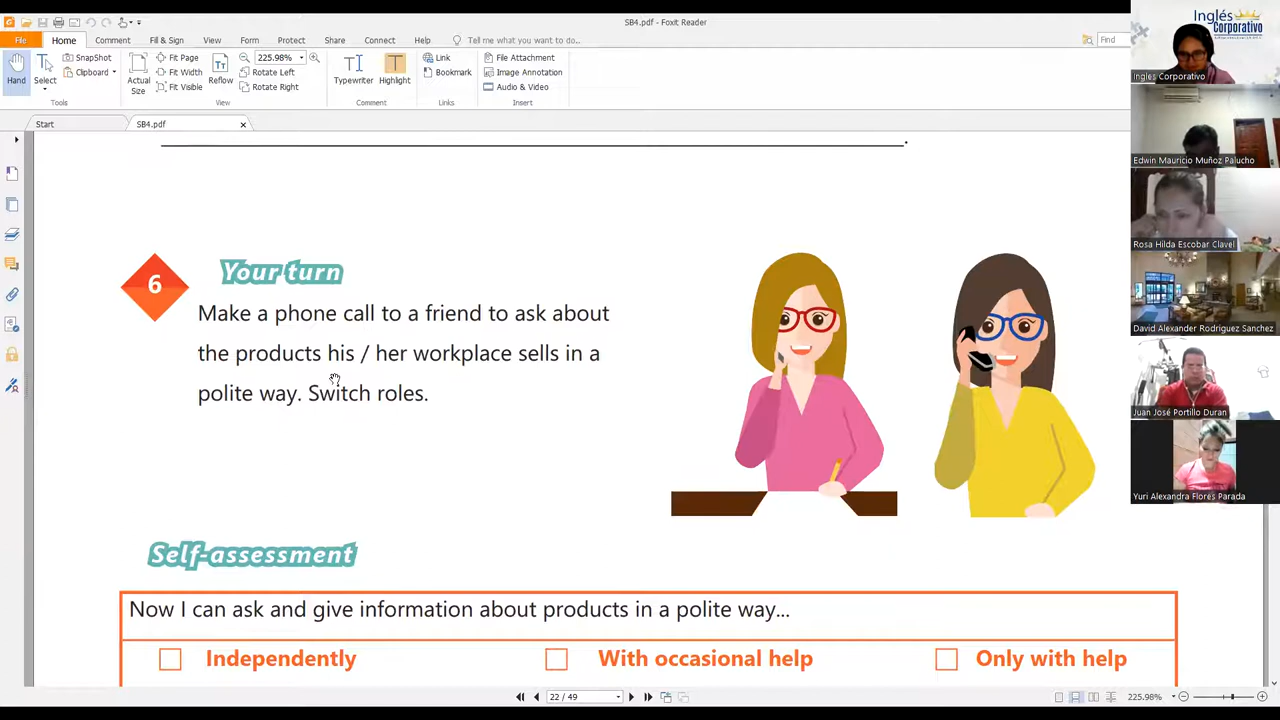 SB4.pdf - Foxit Reader
File Home Comment Fill & Sign View Form Protect Share Connect Help Tell me what you want to do... Find
Hand
Select
SnapShot
Clipboard
Actual Size
Fit Page
Fit Width
Fit Visible
Reflow
225.98%
Rotate Left
Rotate Right
Typewriter
Highlight
Link
Bookmark
File Attachment
Image Annotation
Audio & Video
Tools View Comment Links Insert
Start SB4.pdf
6
Your turn
Make a phone call to a friend to ask about
the products his / her workplace sells in a
polite way. Switch roles.
Self-assessment
Now I can ask and give information about products in a polite way...
Independently With occasional help Only with help
22 / 49
225.98%
Inglés
Corporativo
Ingles Corporativo
Edwin Mauricio Muñoz Palucho
Rosa Hilda Escobar Clavel
David Alexander Rodriguez Sanchez
Juan José Portillo Duran
Yuri Alexandra Flores Parada